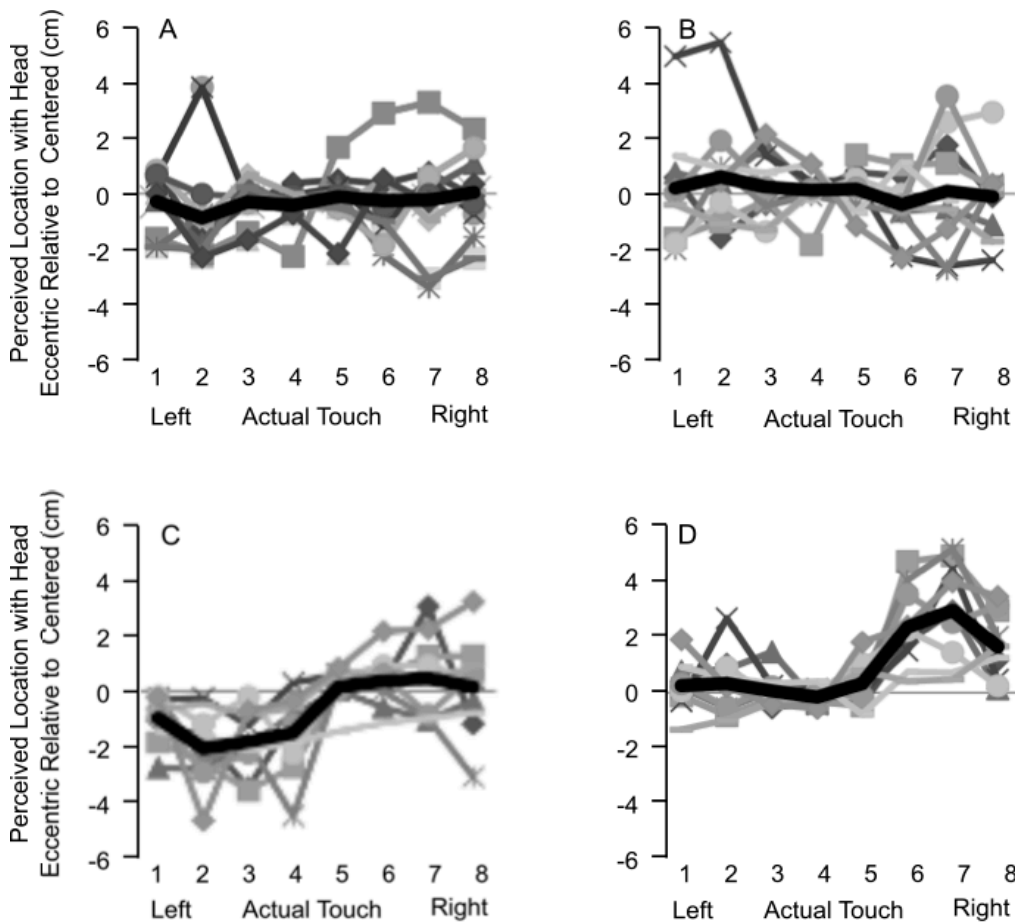 A
B
Perceived Location with Head
Eccentric Relative to Centered (cm)
6
4
2
0
-2
-4
-6
6
4
2
0
-2
-4
-6
1 2 3 4 5 6 7 8
Left Actual Touch Right
1 2 3 4 5 6 7 8
Left Actual Touch Right
C
D
Perceived Location with Head
Eccentric Relative to Centered (cm)
6
4
2
0
-2
-4
-6
6
4
2
0
-2
-4
-6
1 2 3 4 5 6 7 8
Left Actual Touch Right
1 2 3 4 5 6 7 8
Left Actual Touch Right